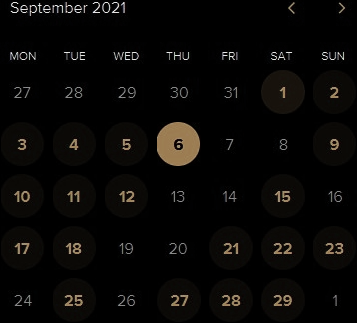 September 2021 < >
MON TUE WED THU FRI SAT SUN
27 28 29 30 31 1 2
3 4 5 6 7 8 9
10 11 12 13 14 15 16
17 18 19 20 21 22 23
24 25 26 27 28 29 1